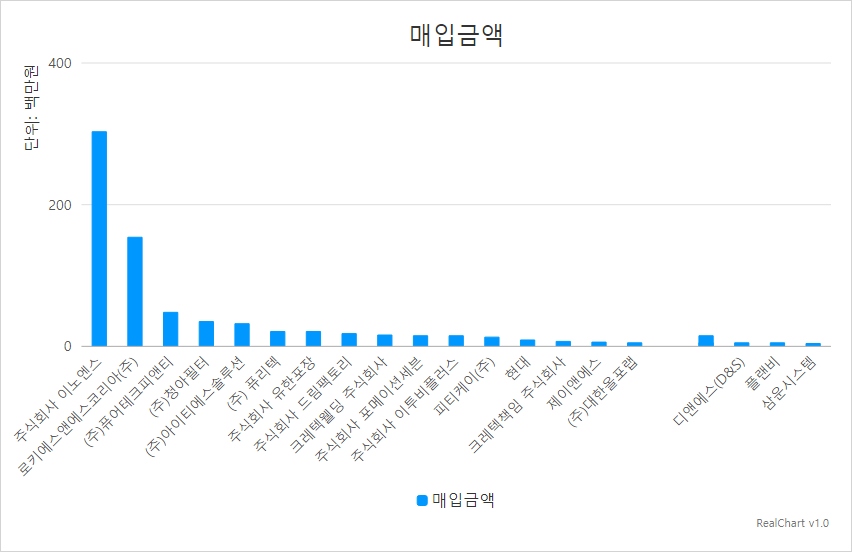 매입금액
단위: 백만원
400
200
0
주식회사 이노엔스
로키에스앤에스코리아(주)
(주)퓨어테크피앤티
(주)청아필터
(주)아이티에스솔루션
(주) 퓨리텍
주식회사 유한포장
주식회사 드림팩토리
크레텍웰딩 주식회사
주식회사 포메이션세븐
주식회사 이투비플러스
피티케이(주)
현대
크레텍책임 주식회사
제이앤에스
(주)대한올포랩
디앤에스(D&S)
플랜비
삼운시스템
매입금액
RealChart v1.0